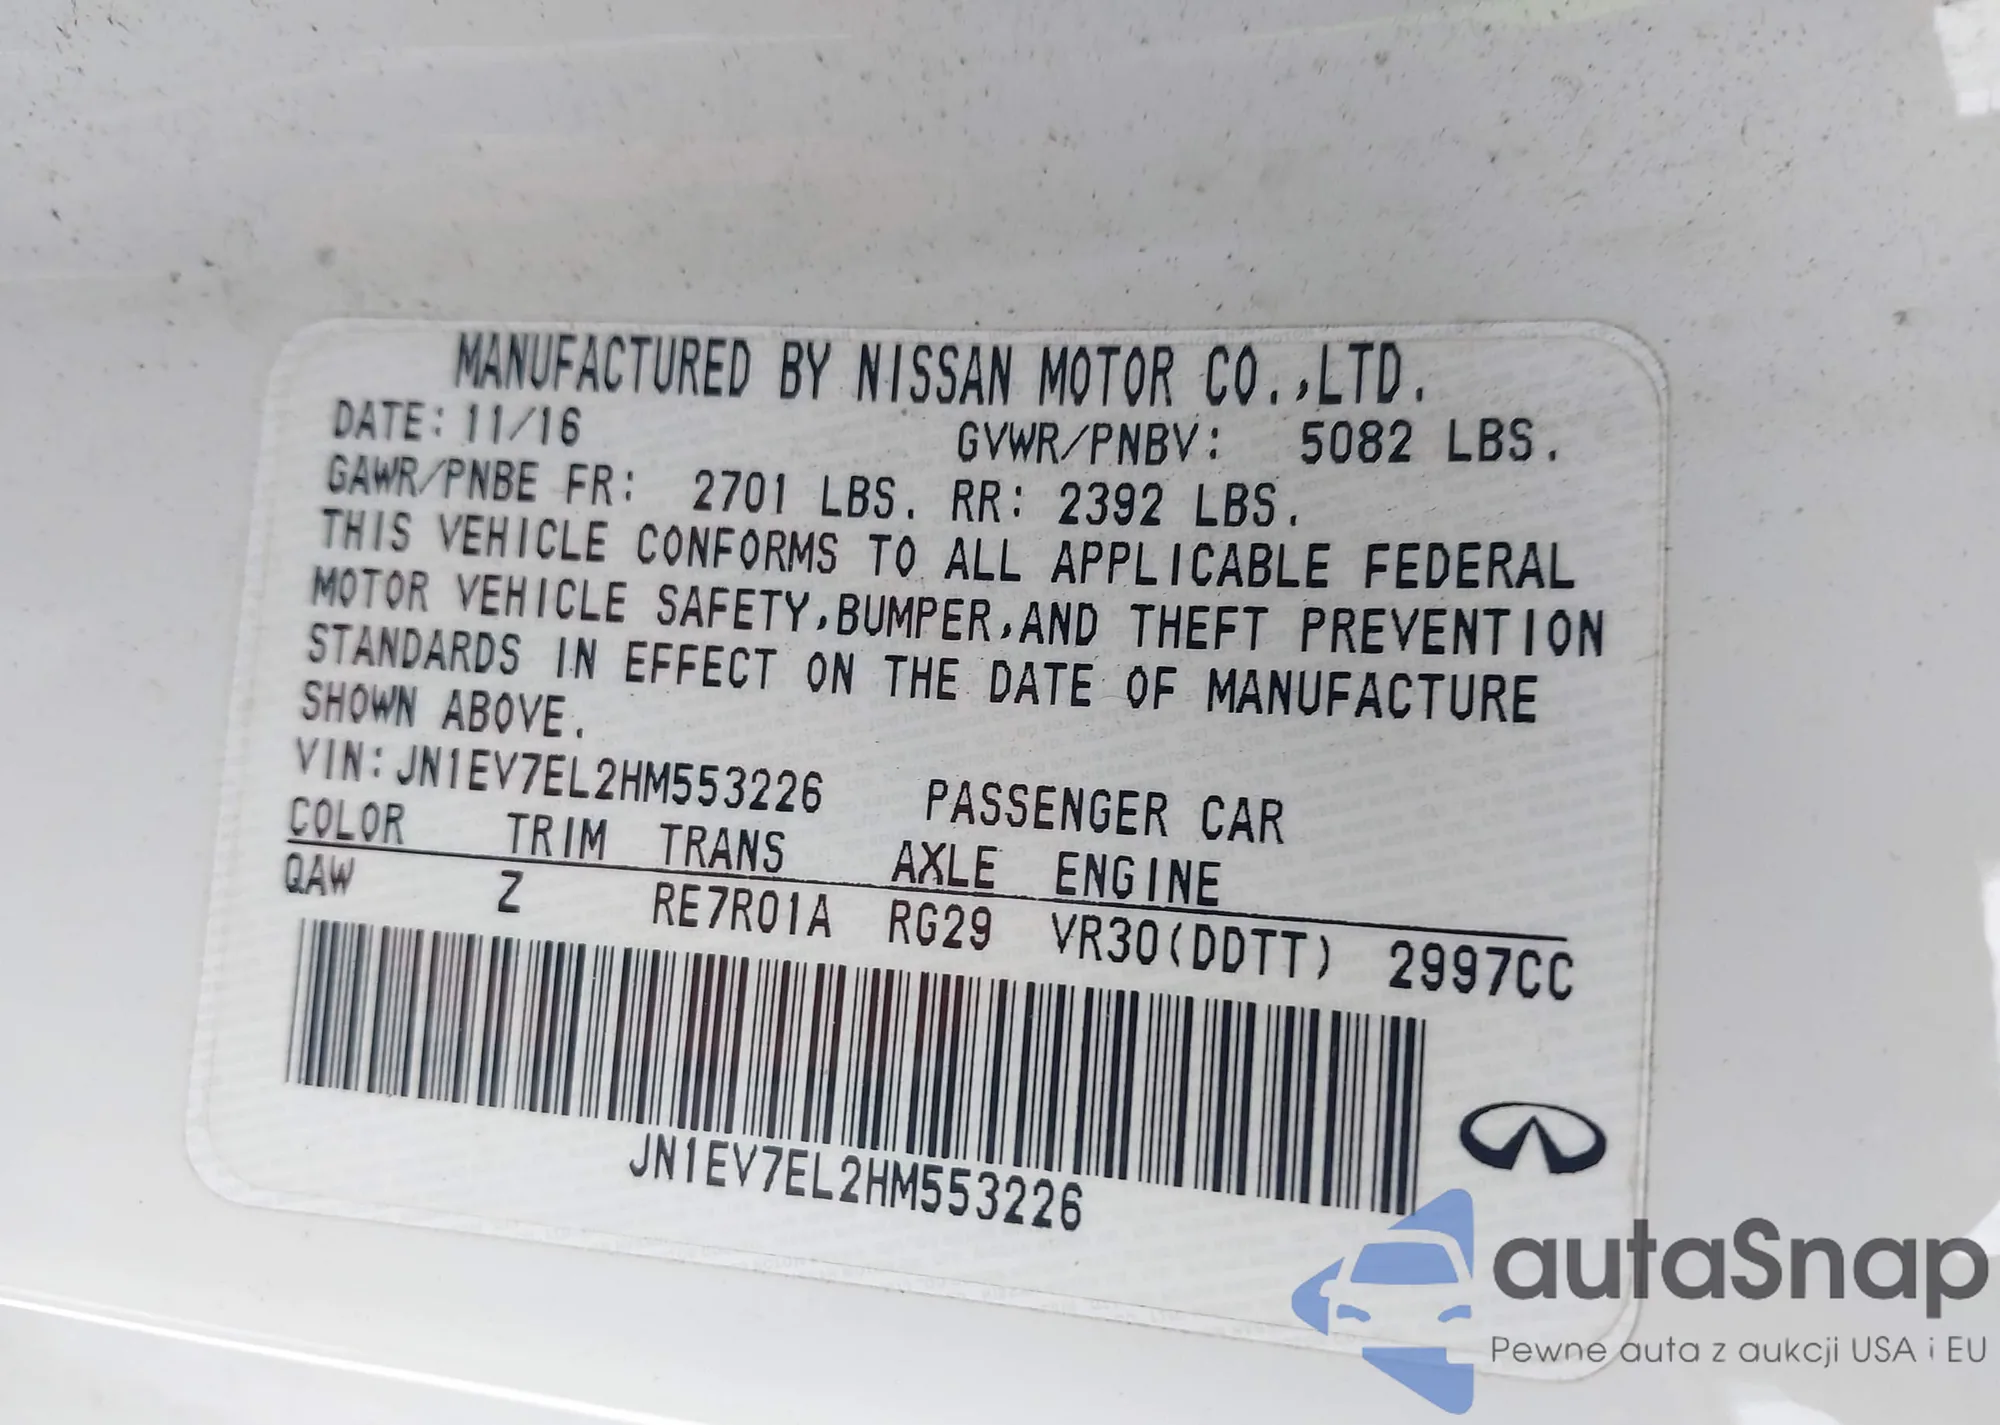 MANUFACTURED BY NISSAN MOTOR CO.,LTD.
DATE: 11/16 GVWR/PNBV: 5082 LBS.
GAWR/PNBE FR: 2701 LBS. RR: 2392 LBS.
THIS VEHICLE CONFORMS TO ALL APPLICABLE FEDERAL
MOTOR VEHICLE SAFETY,BUMPER,AND THEFT PREVENTION
STANDARDS IN EFFECT ON THE DATE OF MANUFACTURE
SHOWN ABOVE.
VIN:JN1EV7EL2HM553226 PASSENGER CAR
COLOR TRIM TRANS AXLE ENGINE
QAW Z RE7R01A RG29 VR30(DDTT) 2997CC
JN1EV7EL2HM553226
autaSnap
Pewne auta z aukcji USA i EU